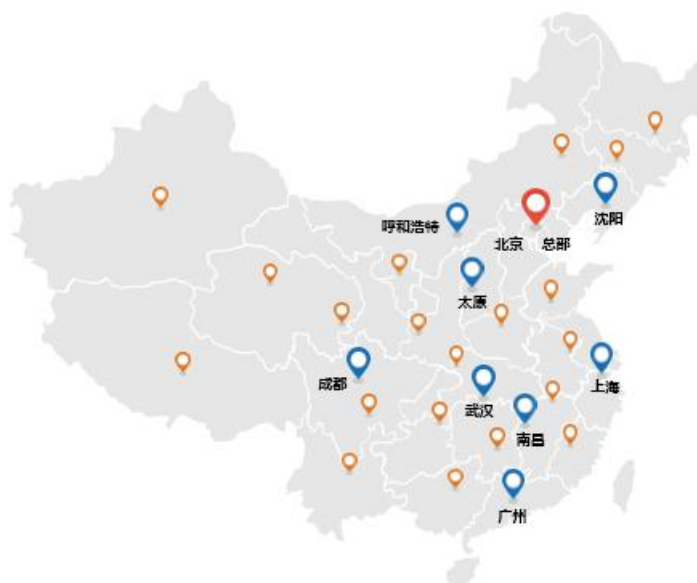 呼和浩特
北京 总部
沈阳
太原
成都
上海
武汉
南昌
广州